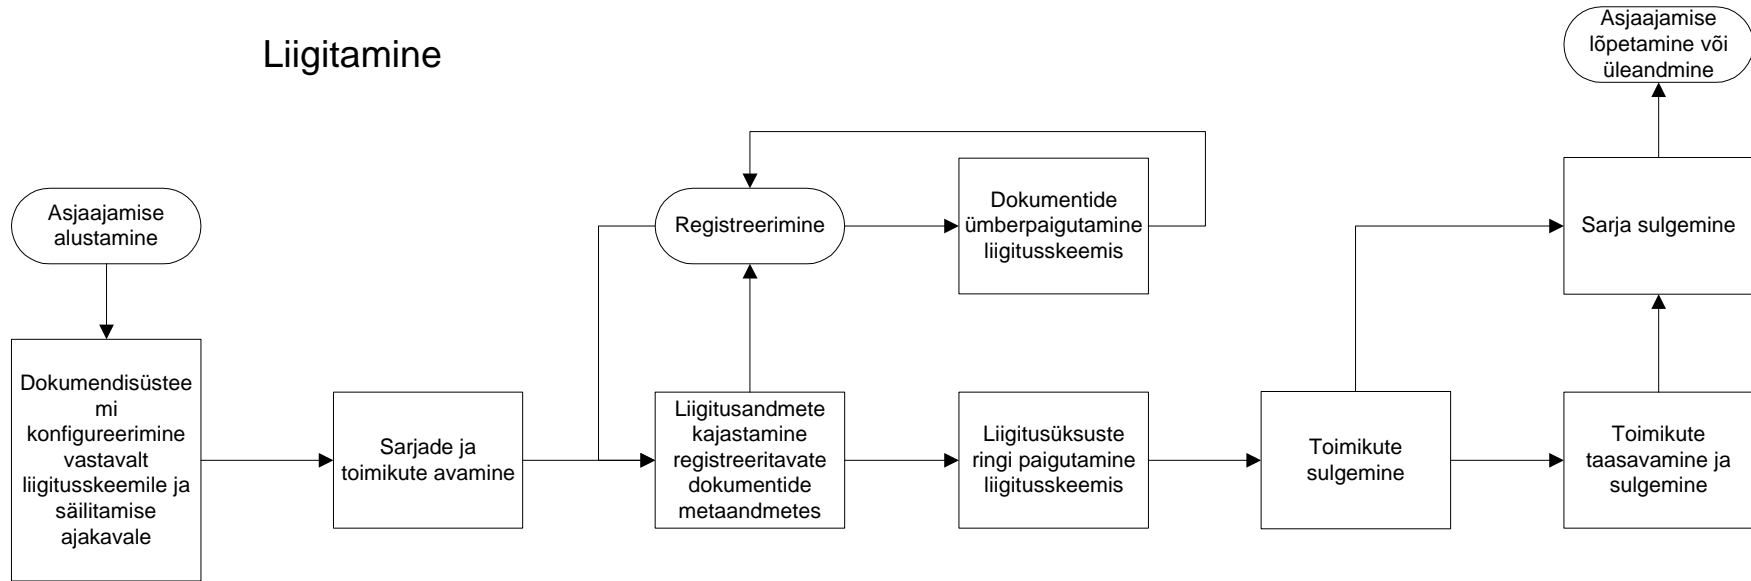 Liigitamine
Asjaajamise
lõpetamine või
üleandmine
Asjaajamise
alustamine
Registreerimine
Dokumentide
ümberpaigutamine
liigitusskeemis
Sarja sulgemine
Dokumendisüstee
mi
konfigureerimine
vastavalt
liigitusskeemile ja
säilitamise
ajakavale
Sarjade ja
toimikute avamine
Liigitusandmete
kajastamine
registreeritavate
dokumentide
metaandmetes
Liigitusüksuste
ringi paigutamine
liigitusskeemis
Toimikute
sulgemine
Toimikute
taasavamine ja
sulgemine